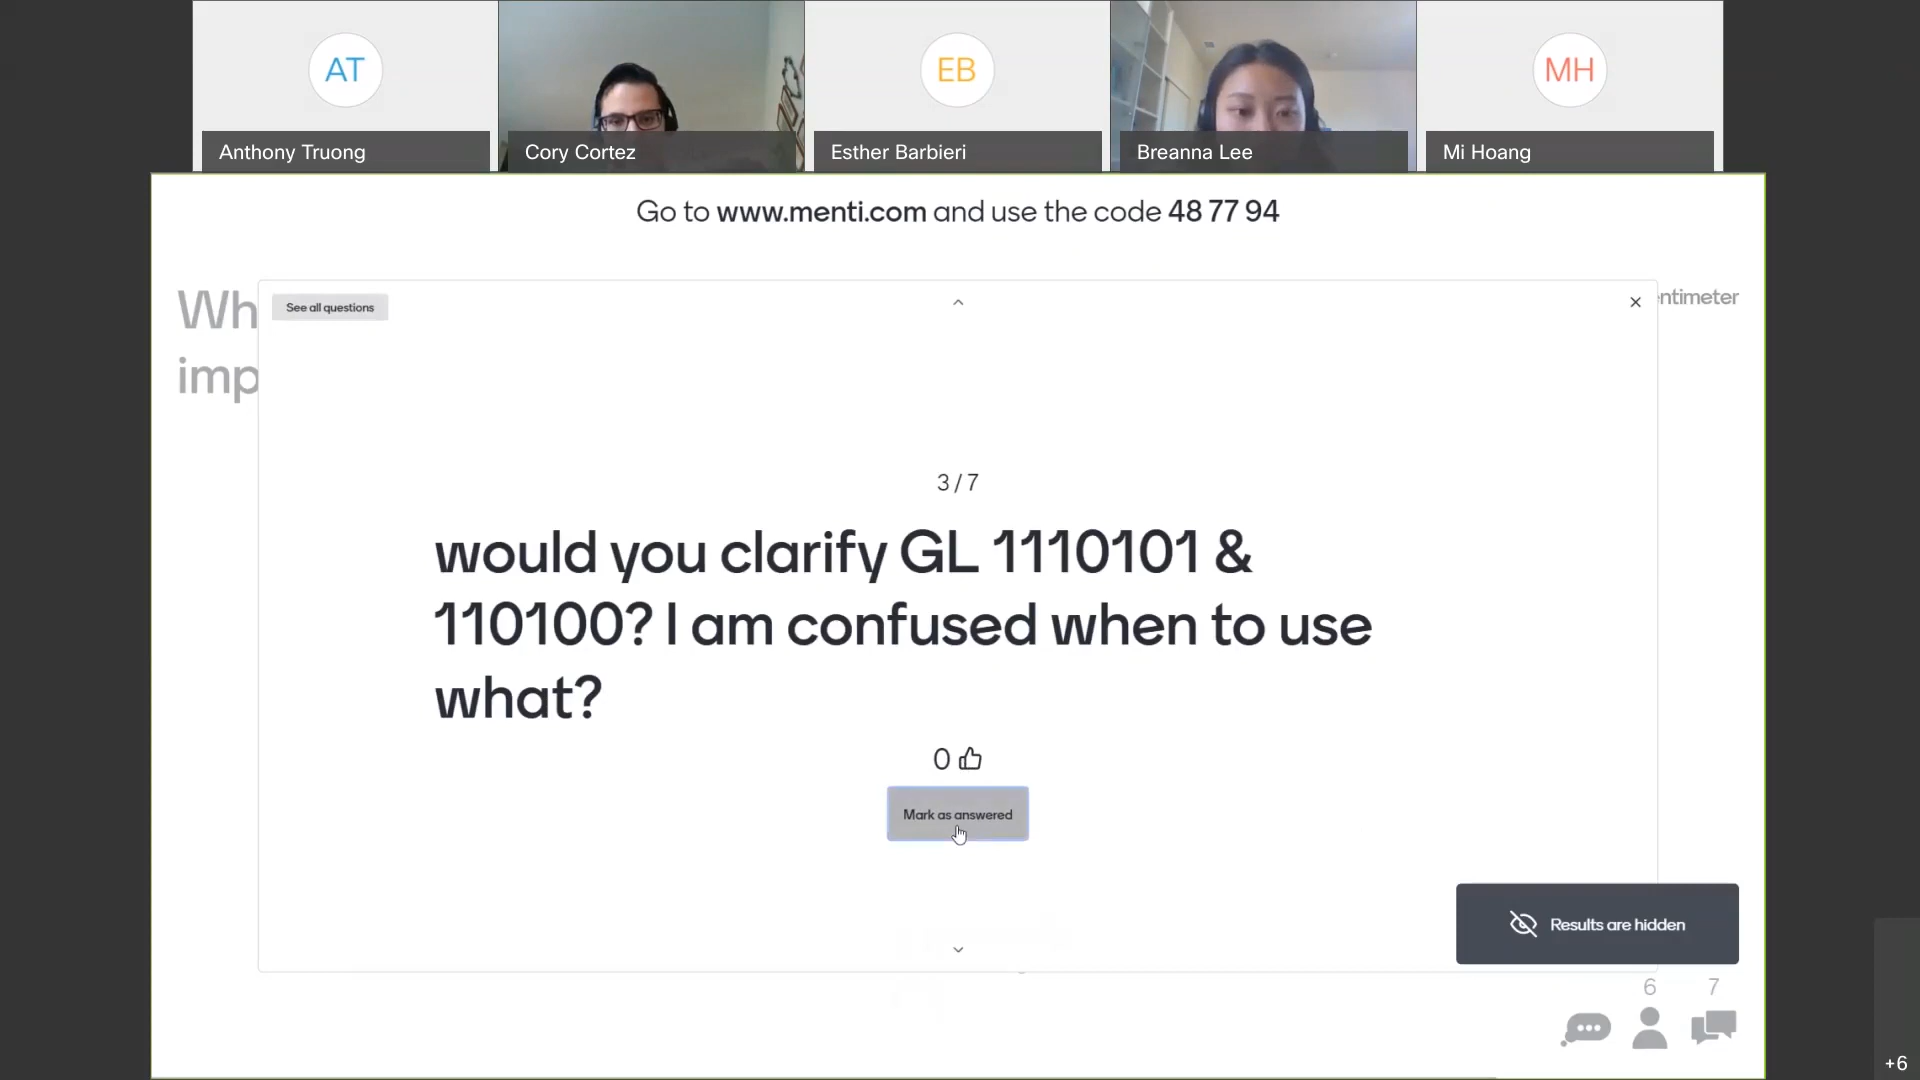 AT
EB
MH
Anthony Truong
Cory Cortez
Esther Barbieri
Breanna Lee
Mi Hoang
Go to www.menti.com and use the code 48 77 94
Wh
imp
See all questions
ntimeter
3 / 7
would you clarify GL 1110101 &
110100? I am confused when to use
what?
0
Mark as answered
Results are hidden
6 7
+6